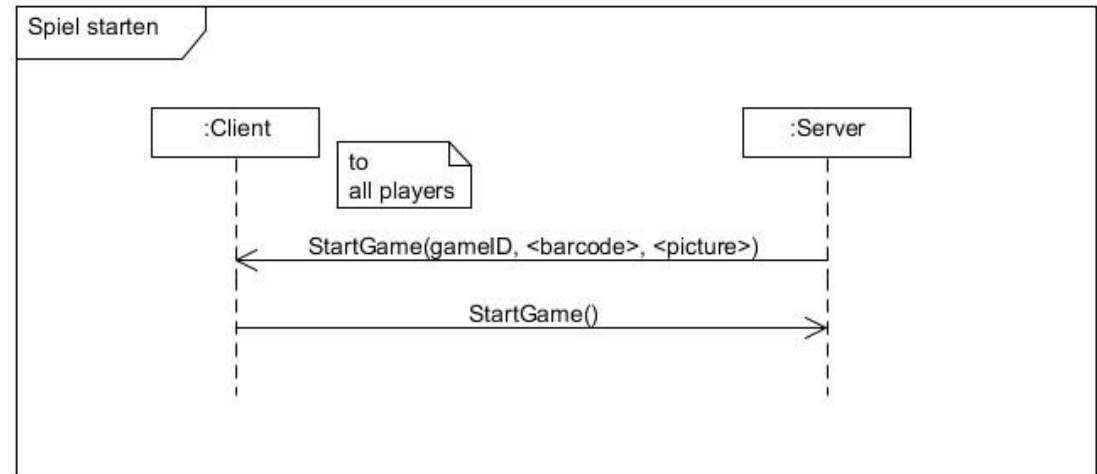 Spiel starten
:Client
:Server
to
all players
StartGame(gameID, <barcode>, <picture>)
StartGame()